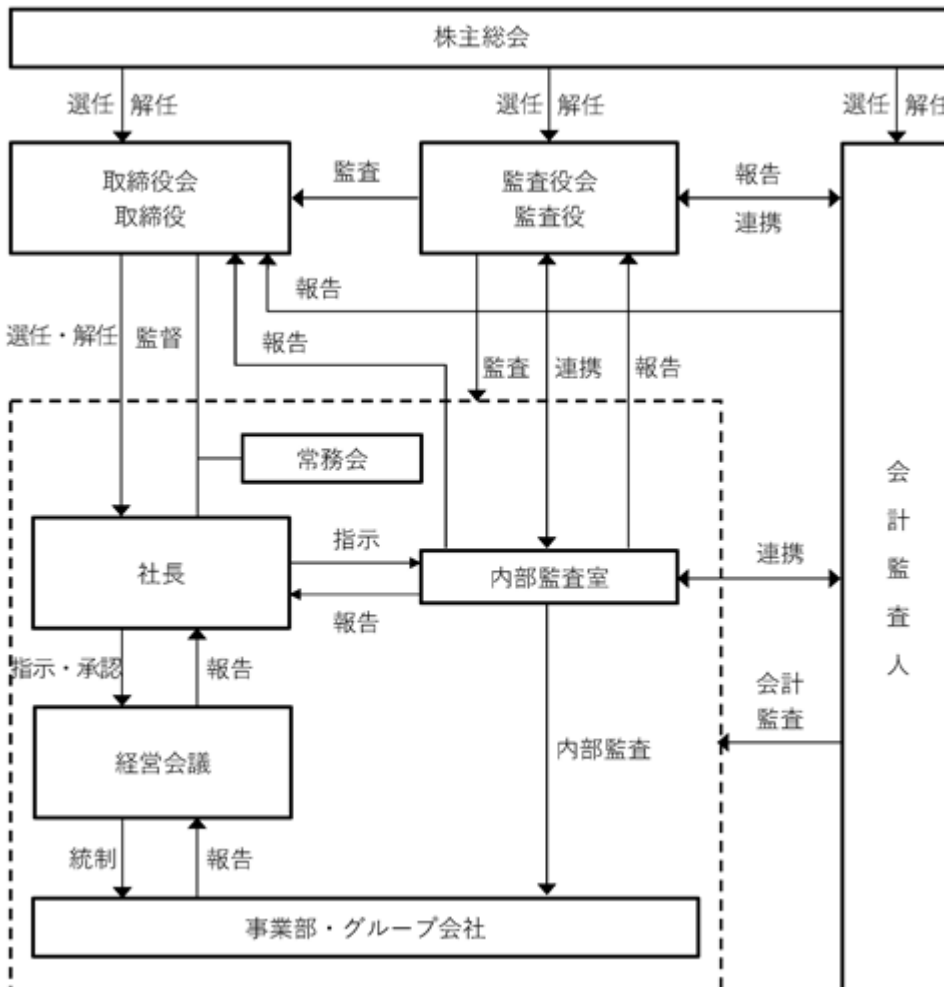 株主総会
選任 解任
選任 解任
選任 解任
取締役会
取締役
監査
監査役会
監査役
報告
連携
報告
選任・解任
監督
報告
監査
連携
報告
常務会
会計監査人
社長
指示
報告
内部監査室
連携
指示・承認
報告
会計
監査
経営会議
内部監査
統制
報告
事業部・グループ会社